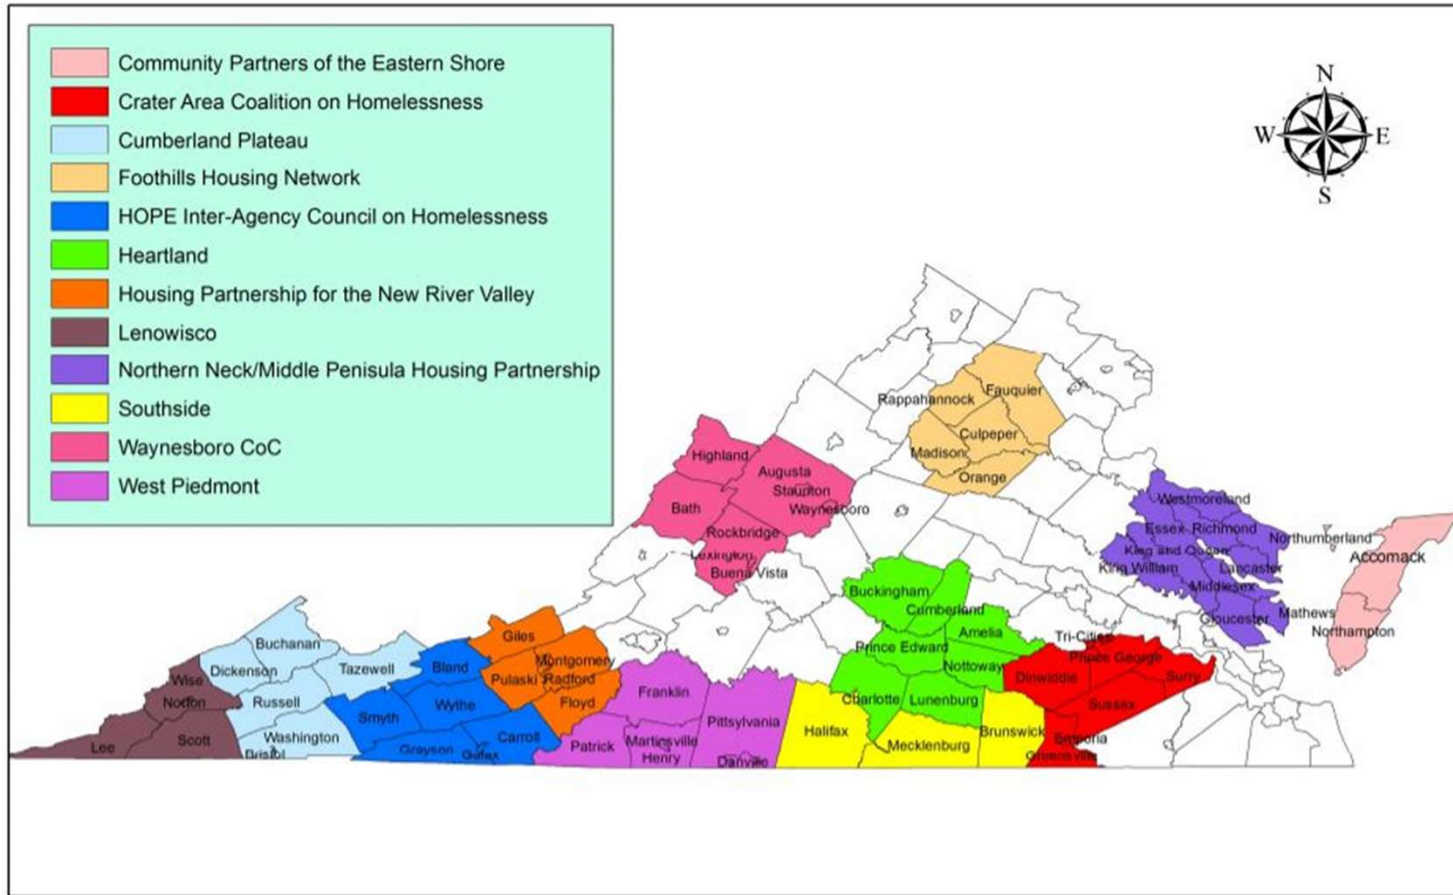 Community Partners of the Eastern Shore
Crater Area Coalition on Homelessness
Cumberland Plateau
Foothills Housing Network
HOPE Inter-Agency Council on Homelessness
Heartland
Housing Partnership for the New River Valley
Lenowisco
Northern Neck/Middle Penisula Housing Partnership
Southside
Waynesboro CoC
West Piedmont
N
W
E
S
Fauquier
Rappahannock
Culpeper
Madison
Orange
Highland
Augusta
Staunton
Waynesboro
Bath
Rockbridge
Lexington
Buena Vista
Westmoreland
Essex
Richmond
Northumberland
King and Queen
King William
Lancaster
Middlesex
Mathews
Gloucester
Accomack
Northampton
Buckingham
Cumberland
Amelia
Prince Edward
Nottoway
Charlotte
Lunenburg
Tri-Cities
Prince George
Dinwiddie
Surry
Sussex
Emporia
Greensville
Buchanan
Dickenson
Tazewell
Russell
Washington
Bristol
Wise
Norton
Lee
Scott
Bland
Smyth
Wythe
Grayson
Galax
Carroll
Giles
Montgomery
Pulaski
Radford
Floyd
Franklin
Patrick
Martinsville
Henry
Pittsylvania
Danville
Halifax
Mecklenburg
Brunswick